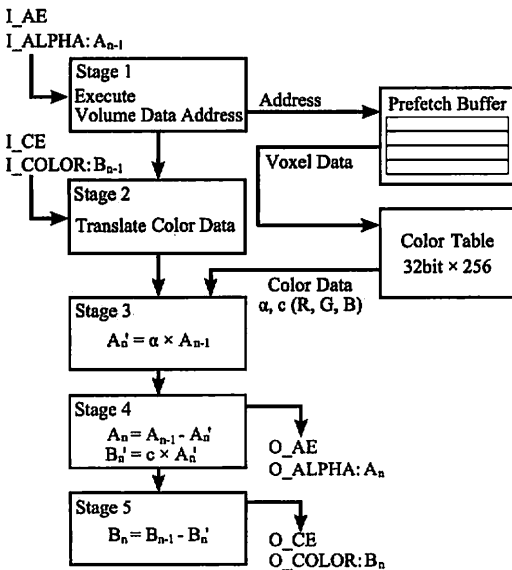 I_AE
I_ALPHA: Aₙ₋₁
Stage 1
Execute
Volume Data Address
Address
Prefetch Buffer
I_CE
I_COLOR: Bₙ₋₁
Voxel Data
Stage 2
Translate Color Data
Color Table
32bit × 256
Color Data
α, c (R, G, B)
Stage 3
Aₙ' = α × Aₙ₋₁
Stage 4
Aₙ = Aₙ₋₁ - Aₙ'
Bₙ' = c × Aₙ'
O_AE
O_ALPHA: Aₙ
Stage 5
Bₙ = Bₙ₋₁ - Bₙ'
O_CE
O_COLOR: Bₙ